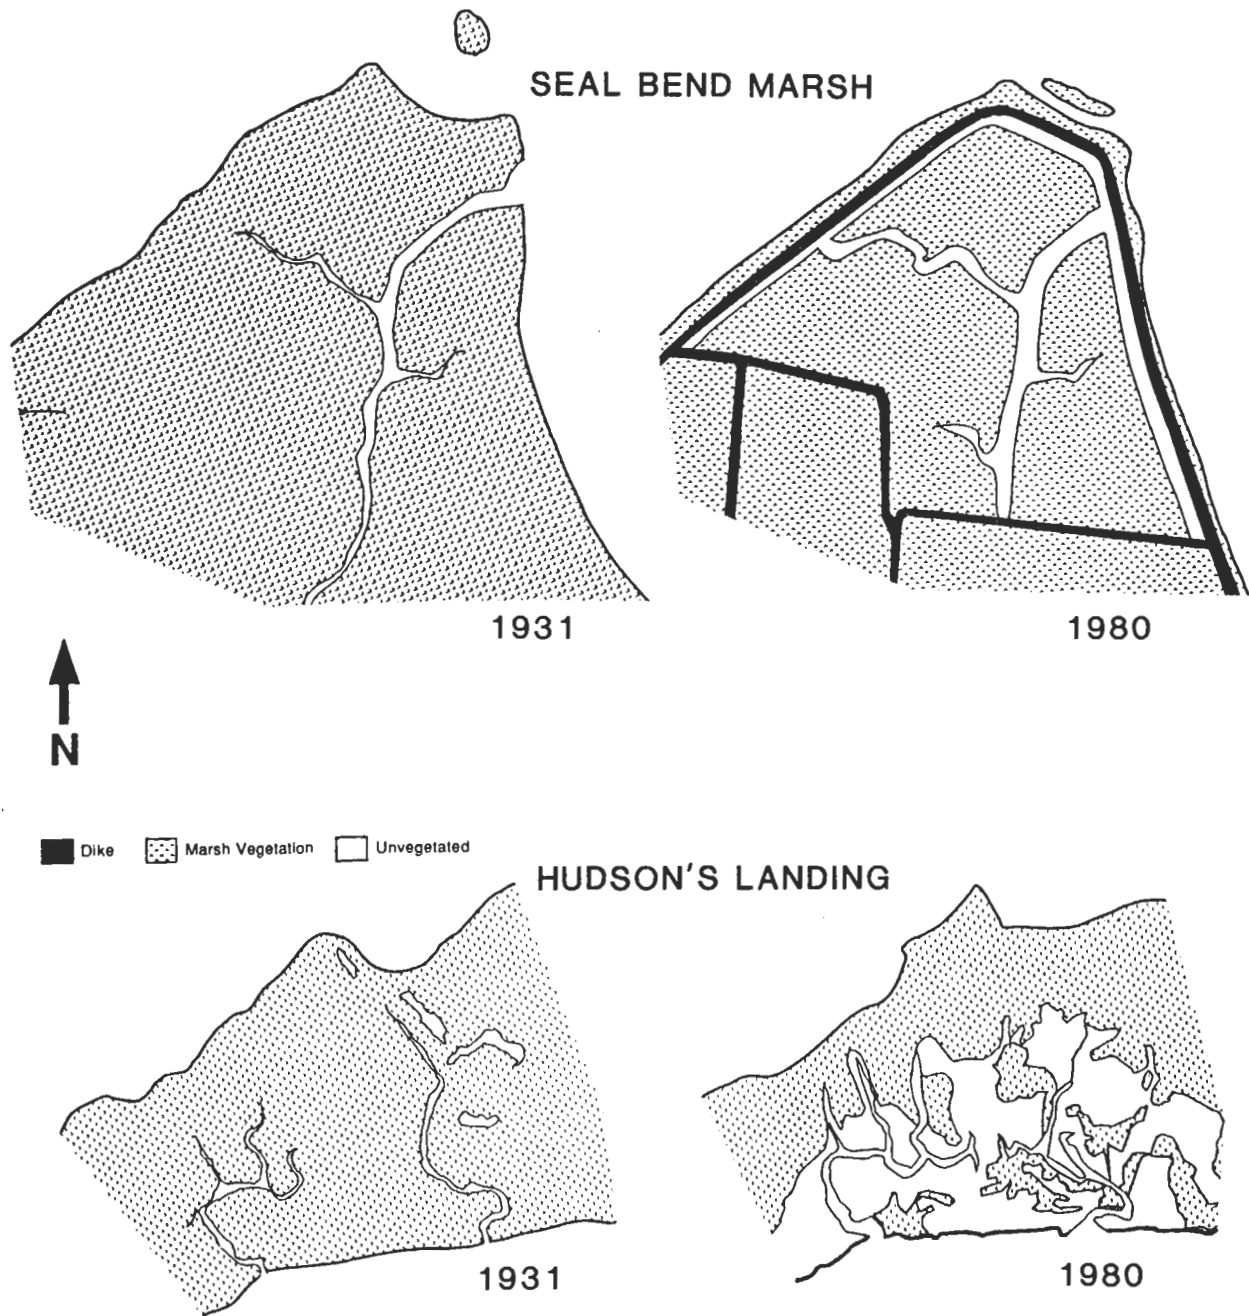 SEAL BEND MARSH
1931
1980
N
Dike
Marsh Vegetation
Unvegetated
HUDSON'S LANDING
1931
1980